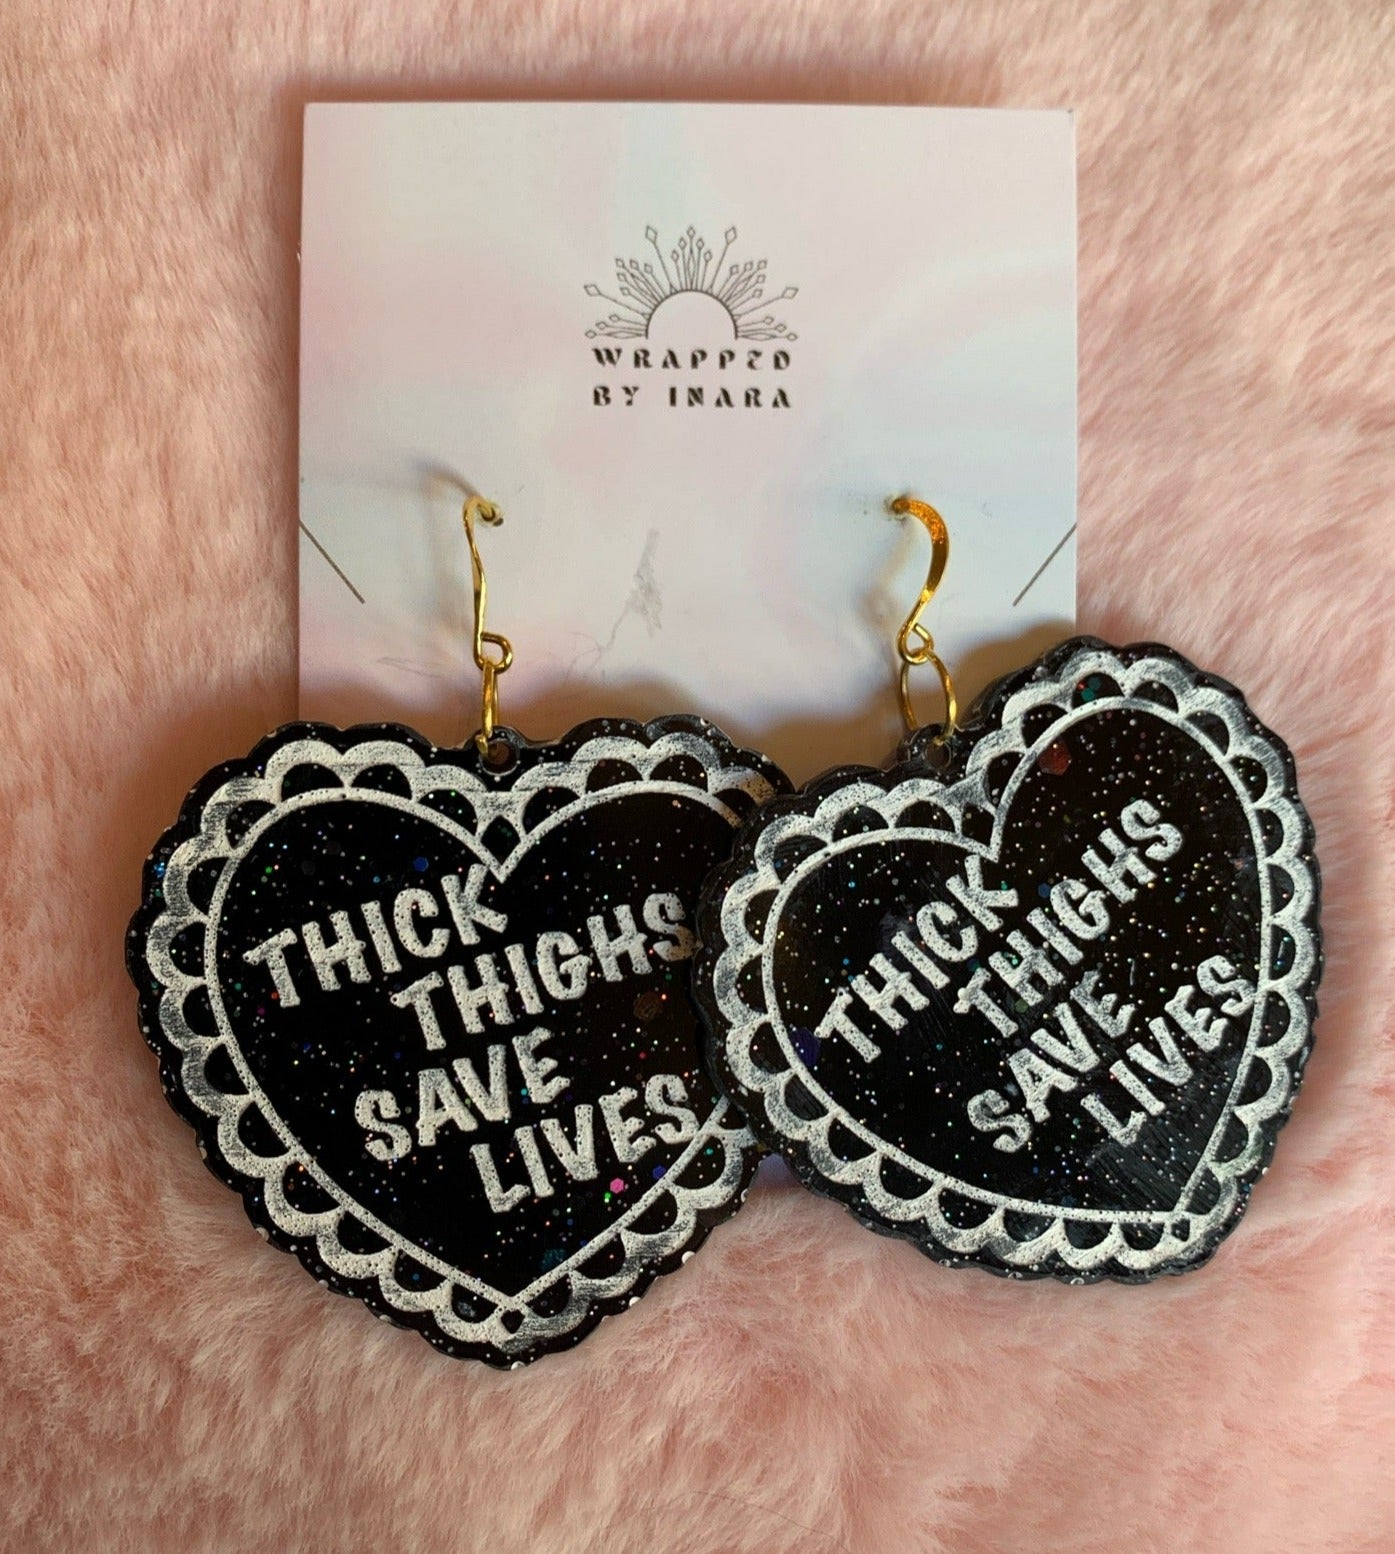 WRAPPED
BY INARA
THICK
THIGHS
SAVE
LIVES
THICK
THIGHS
SAVE
LIVES